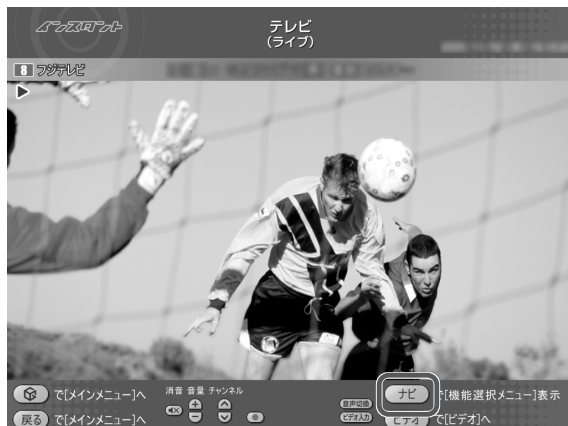 インスタント
テレビ
(ライブ)
8 フジテレビ
で[メインメニュー]へ
消音 音量 チャンネル
音声切換
ナビ で[機能選択メニュー]表示
戻る で[メインメニュー]へ
ビデオ入力
ビデオ で[ビデオ]へ